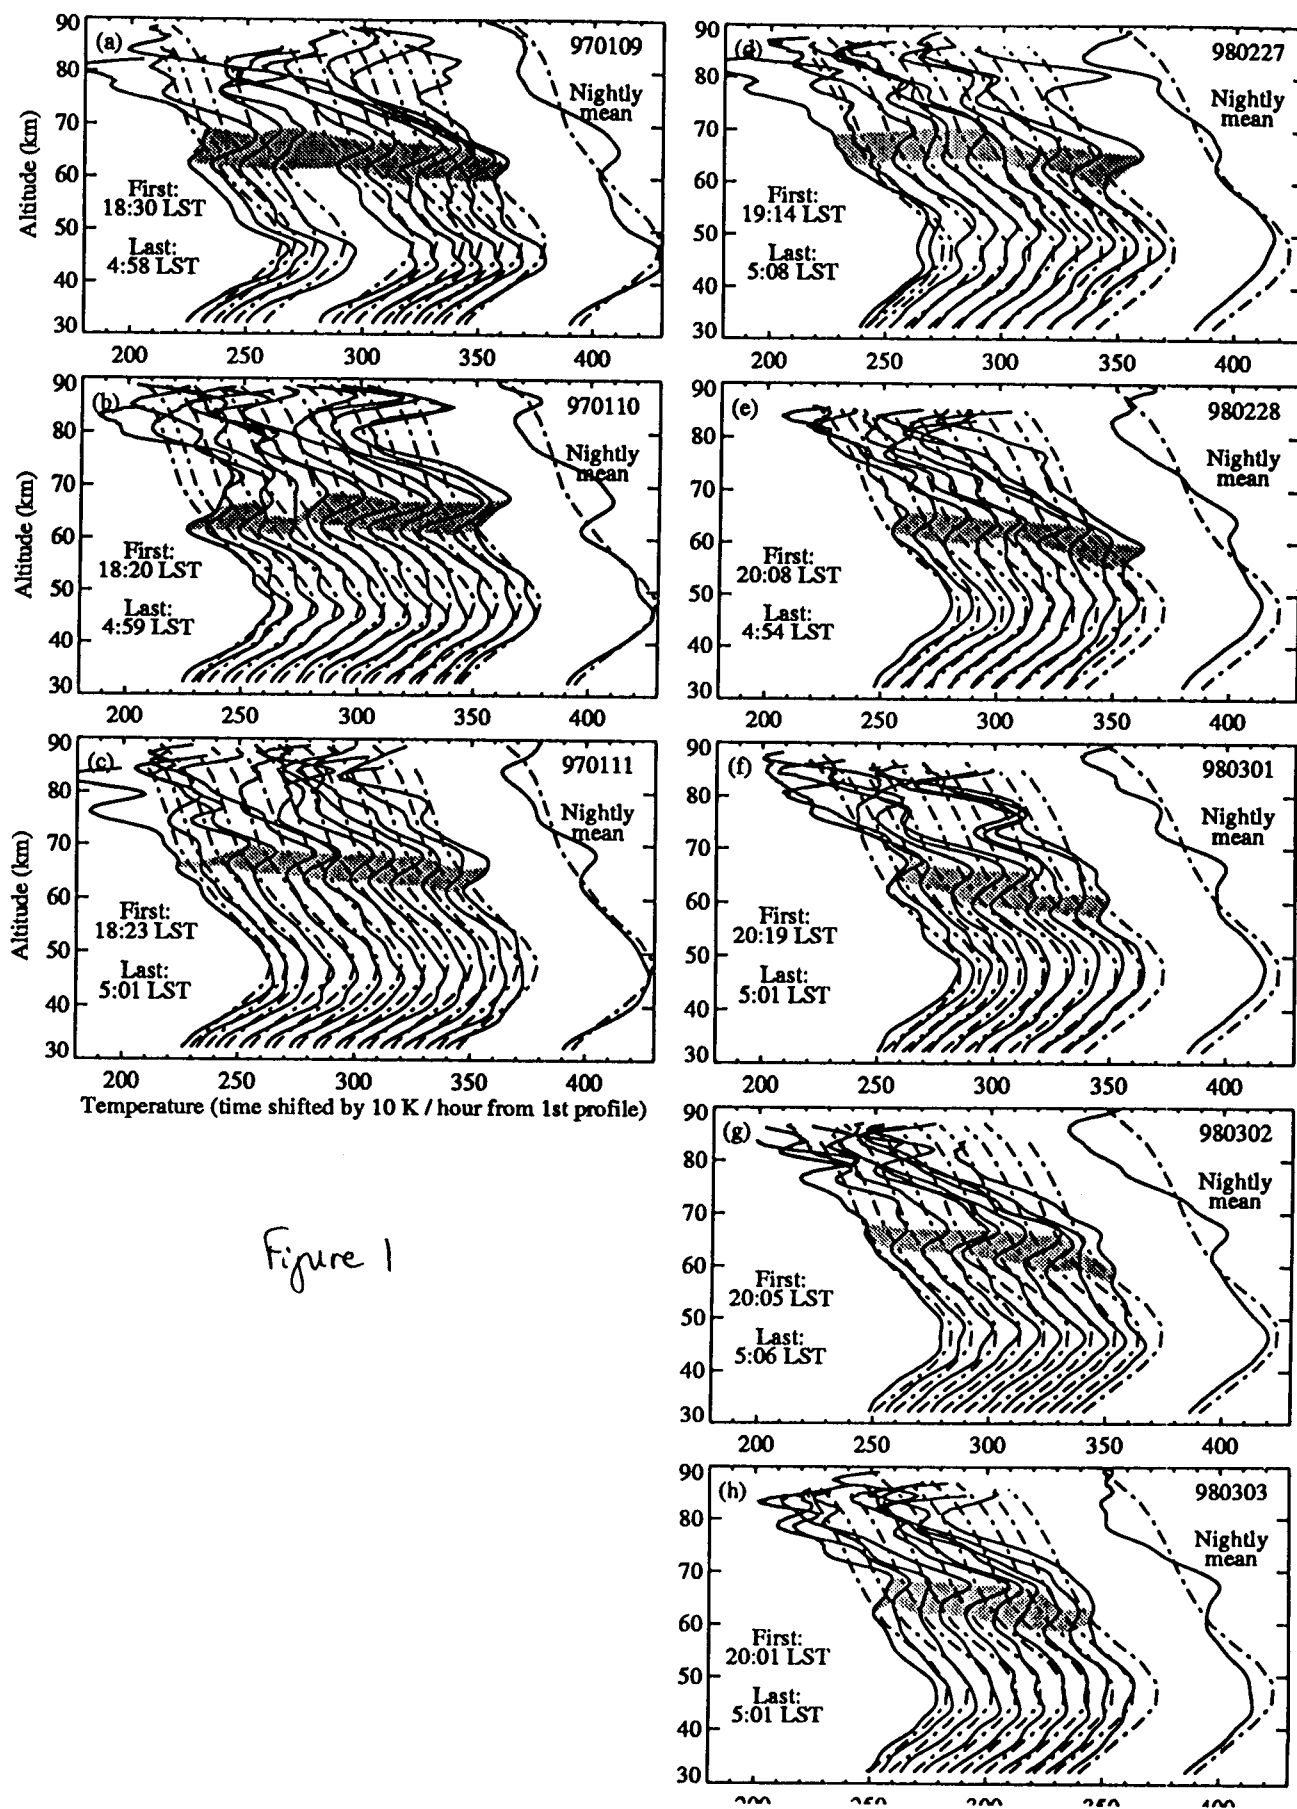 (a)
970109
Nightly
mean
First:
18:30 LST
Last:
4:58 LST
Altitude (km)
90
80
70
60
50
40
30
200 250 300 350 400
(b)
970110
Nightly
mean
First:
18:20 LST
Last:
4:59 LST
Altitude (km)
90
80
70
60
50
40
30
200 250 300 350 400
(c)
970111
Nightly
mean
First:
18:23 LST
Last:
5:01 LST
Altitude (km)
90
80
70
60
50
40
30
200 250 300 350 400
Temperature (time shifted by 10 K / hour from 1st profile)
Figure 1
(d)
980227
Nightly
mean
First:
19:14 LST
Last:
5:08 LST
90
80
70
60
50
40
30
200 250 300 350 400
(e)
980228
Nightly
mean
First:
20:08 LST
Last:
4:54 LST
90
80
70
60
50
40
30
200 250 300 350 400
(f)
980301
Nightly
mean
First:
20:19 LST
Last:
5:01 LST
90
80
70
60
50
40
30
200 250 300 350 400
(g)
980302
Nightly
mean
First:
20:05 LST
Last:
5:06 LST
90
80
70
60
50
40
30
200 250 300 350 400
(h)
980303
Nightly
mean
First:
20:01 LST
Last:
5:01 LST
90
80
70
60
50
40
30